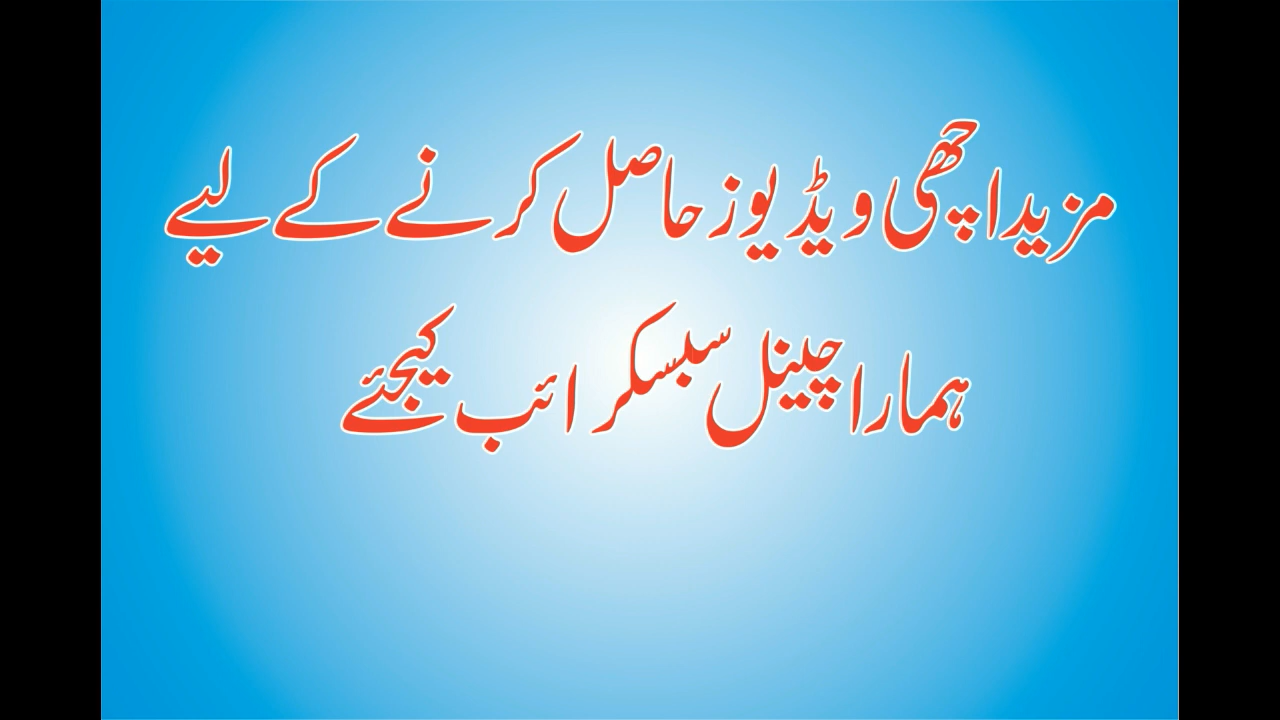 مزید اچھی ویڈیوز حاصل کرنے کے لیے
ہمارا چینل سبسکرائب کیجئے